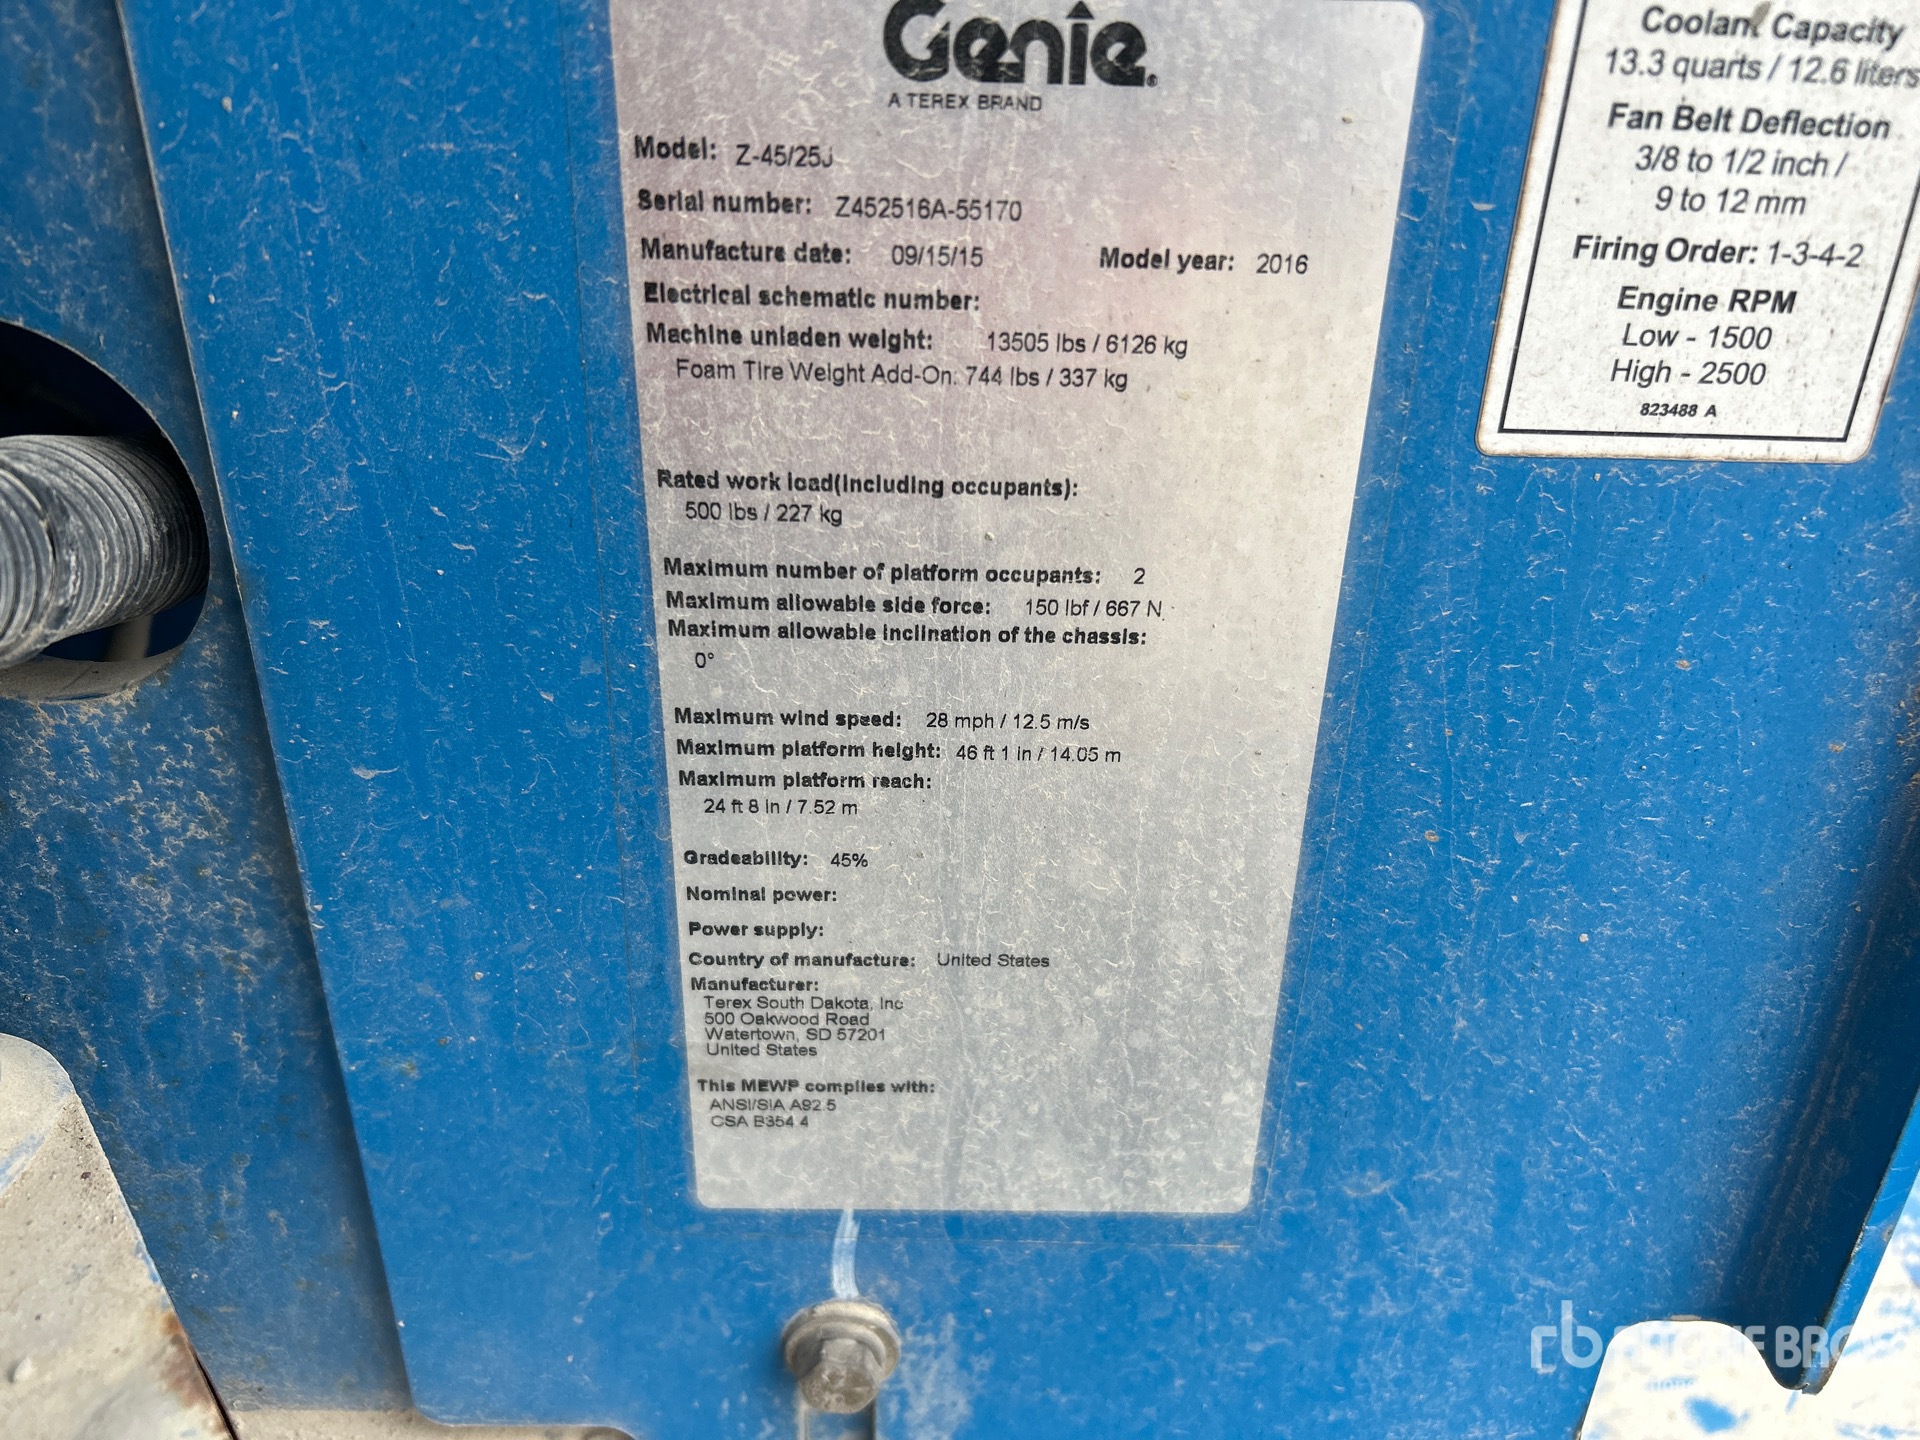 Genie
A TEREX BRAND
Model: Z-45/25J
Serial number: Z452516A-55170
Manufacture date: 09/15/15 Model year: 2016
Electrical schematic number:
Machine unladen weight: 13505 lbs / 6126 kg
Foam Tire Weight Add-On: 744 lbs / 337 kg
Rated work load(including occupants):
500 lbs / 227 kg
Maximum number of platform occupants: 2
Maximum allowable side force: 150 lbf / 667 N
Maximum allowable inclination of the chassis:
0°
Maximum wind speed: 28 mph / 12.5 m/s
Maximum platform height: 46 ft 1 in / 14.05 m
Maximum platform reach:
24 ft 8 in / 7.52 m
Gradeability: 45%
Nominal power:
Power supply:
Country of manufacture: United States
Manufacturer:
Terex South Dakota, Inc
500 Oakwood Road
Watertown, SD 57201
United States
This MEWP complies with:
ANSI/SIA A92.5
CSA B354.4
Coolant Capacity
13.3 quarts / 12.6 liters
Fan Belt Deflection
3/8 to 1/2 inch /
9 to 12 mm
Firing Order: 1-3-4-2
Engine RPM
Low - 1500
High - 2500
823488 A
rb